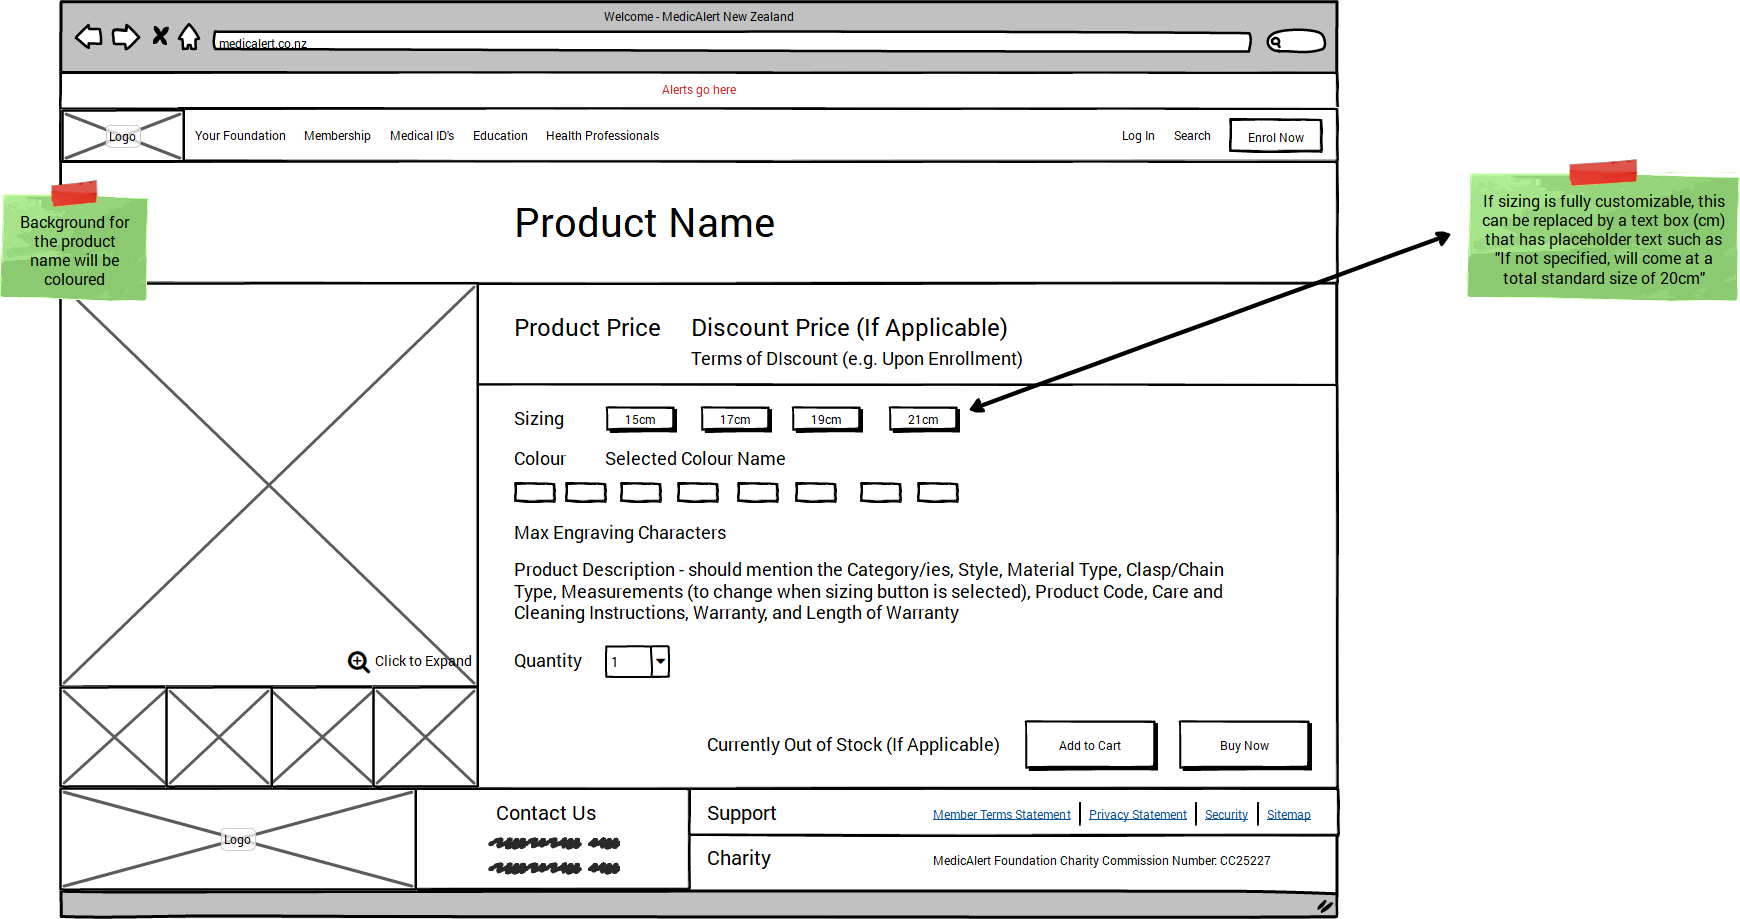 Welcome - MedicAlert New Zealand
medicalert.co.nz
Alerts go here
Logo
Your Foundation
Membership
Medical ID's
Education
Health Professionals
Log In
Search
Enrol Now
Background for
the product
name will be
coloured
Product Name
If sizing is fully customizable, this
can be replaced by a text box (cm)
that has placeholder text such as
"If not specified, will come at a
total standard size of 20cm"
Product Price
Discount Price (If Applicable)
Terms of DIscount (e.g. Upon Enrollment)
Sizing
15cm
17cm
19cm
21cm
Colour
Selected Colour Name
Max Engraving Characters
Product Description - should mention the Category/ies, Style, Material Type, Clasp/Chain
Type, Measurements (to change when sizing button is selected), Product Code, Care and
Cleaning Instructions, Warranty, and Length of Warranty
Click to Expand
Quantity
1
Currently Out of Stock (If Applicable)
Add to Cart
Buy Now
Logo
Contact Us
Support
Member Terms Statement
Privacy Statement
Security
Sitemap
Charity
MedicAlert Foundation Charity Commission Number: CC25227